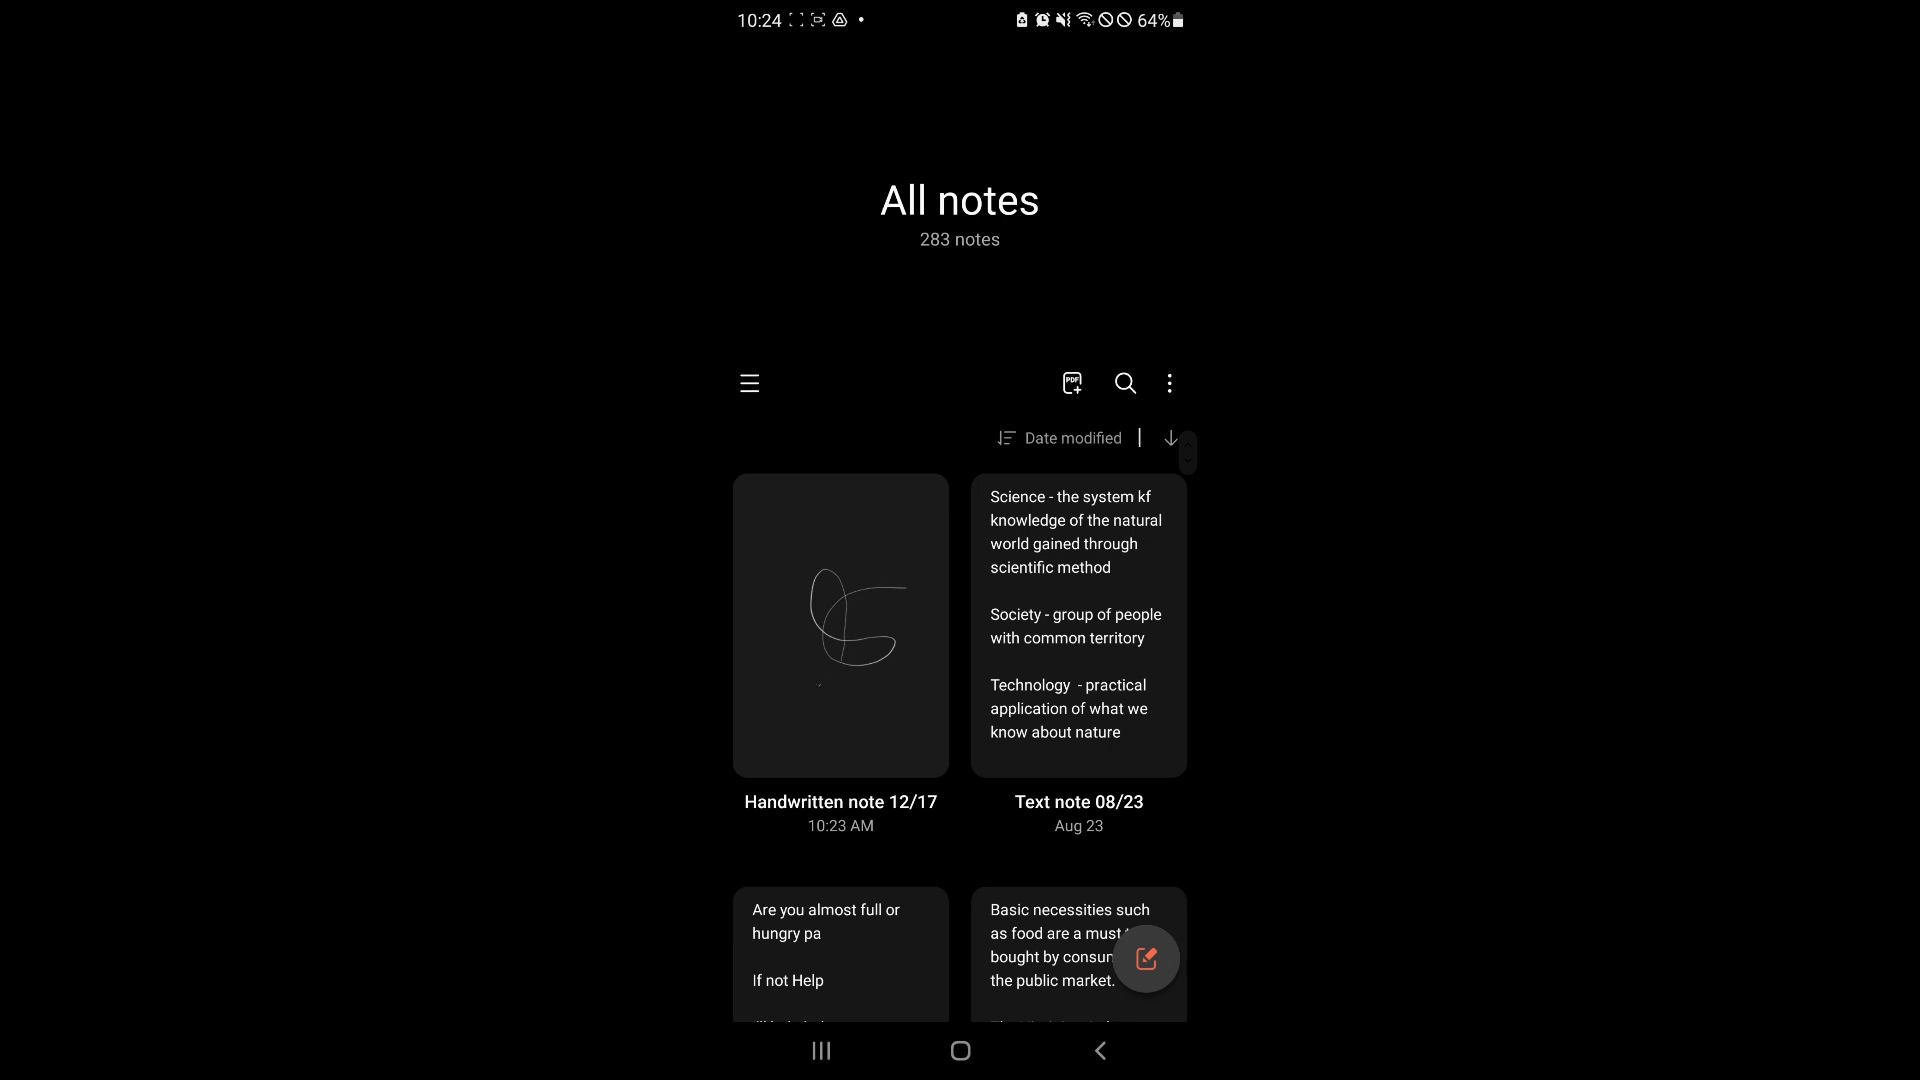 10:24
64%
All notes
283 notes
PDF
Date modified
Science - the system kf
knowledge of the natural
world gained through
scientific method
Society - group of people
with common territory
Technology - practical
application of what we
know about nature
Handwritten note 12/17
10:23 AM
Text note 08/23
Aug 23
Are you almost full or
hungry pa
If not Help
Basic necessities such
as food are a must
bought by
the public market.